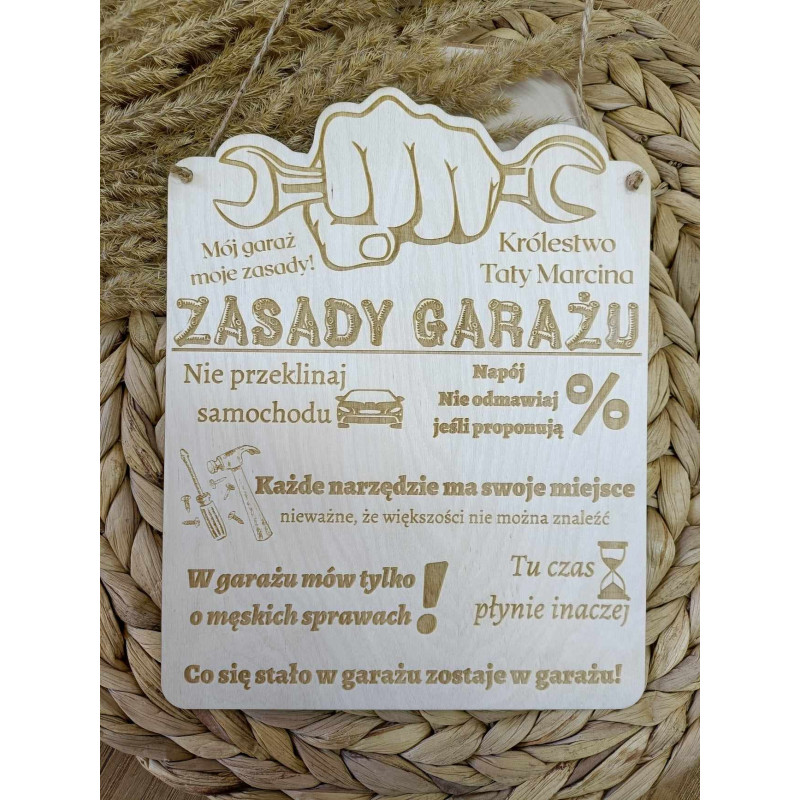 Mój garaż
moje zasady!
Królestwo
Taty Marcina
ZASADY GARAŻU
Nie przeklinaj
samochodu
Napój
Nie odmawiaj
jeśli proponują
%
Każde narzędzie ma swoje miejsce
nieważne, że większości nie można znaleźć
W garażu mów tylko
o męskich sprawach!
Tu czas
płynie inaczej
Co się stało w garażu zostaje w garażu!